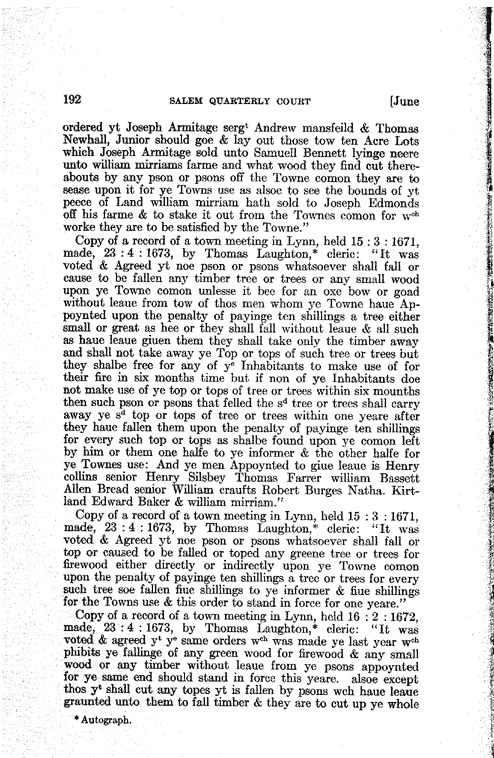 192 SALEM QUARTERLY COURT [June
ordered yt Joseph Armitage sergᵗ Andrew mansfeild & Thomas
Newhall, Junior should goe & lay out those tow ten Acre Lots
which Joseph Armitage sold unto Samuell Bennett lyinge neere
unto william mirriams farme and what wood they find cut there-
abouts by any pson or psons off the Towne comon they are to
sease upon it for ye Towns use as alsoe to see the bounds of yt
peece of Land william mirriam hath sold to Joseph Edmonds
off his farme & to stake it out from the Townes comon for wᶜʰ
worke they are to be satisfied by the Towne."
Copy of a record of a town meeting in Lynn, held 15 : 3 : 1671,
made, 23 : 4 : 1673, by Thomas Laughton,* cleric: "It was
voted & Agreed yt noe pson or psons whatsoever shall fall or
cause to be fallen any timber tree or trees or any small wood
upon ye Towne comon unlesse it bee for an oxe bow or goad
without leaue from tow of thos men whom ye Towne haue Ap-
poynted upon the penalty of payinge ten shillings a tree either
small or great as hee or they shall fall without leaue & all such
as haue leaue giuen them they shall take only the timber away
and shall not take away ye Top or tops of such tree or trees but
they shalbe free for any of yᵉ Inhabitants to make use of for
their fire in six months time but if non of ye Inhabitants doe
not make use of ye top or tops of tree or trees within six mounths
then such pson or psons that felled the sᵈ tree or trees shall carry
away ye sᵈ top or tops of tree or trees within one yeare after
they haue fallen them upon the penalty of payinge ten shillings
for every such top or tops as shalbe found upon ye comon left
by him or them one halfe to ye informer & the other halfe for
ye Townes use: And ye men Appoynted to giue leaue is Henry
collins senior Henry Silsbey Thomas Farrer william Bassett
Allen Bread senior William craufts Robert Burges Natha. Kirt-
land Edward Baker & william mirriam."
Copy of a record of a town meeting in Lynn, held 15 : 3 : 1671,
made, 23 : 4 : 1673, by Thomas Laughton,* cleric: "It was
voted & Agreed yt noe pson or psons whatsoever shall fall or
top or caused to be falled or toped any greene tree or trees for
firewood either directly or indirectly upon ye Towne comon
upon the penalty of payinge ten shillings a tree or trees for every
such tree soe fallen fiue shillings to ye informer & fiue shillings
for the Towns use & this order to stand in force for one yeare."
Copy of a record of a town meeting in Lynn, held 16 : 2 : 1672,
made, 23 : 4 : 1673, by Thomas Laughton,* cleric: "It was
voted & agreed yᵗ yᵉ same orders wᶜʰ was made ye last year wᶜʰ
phibits ye fallinge of any green wood for firewood & any small
wood or any timber without leaue from ye psons appoynted
for ye same end should stand in force this yeare. alsoe except
thos yᵗ shall cut any topes yt is fallen by psons wch haue leaue
graunted unto them to fall timber & they are to cut up ye whole
* Autograph.